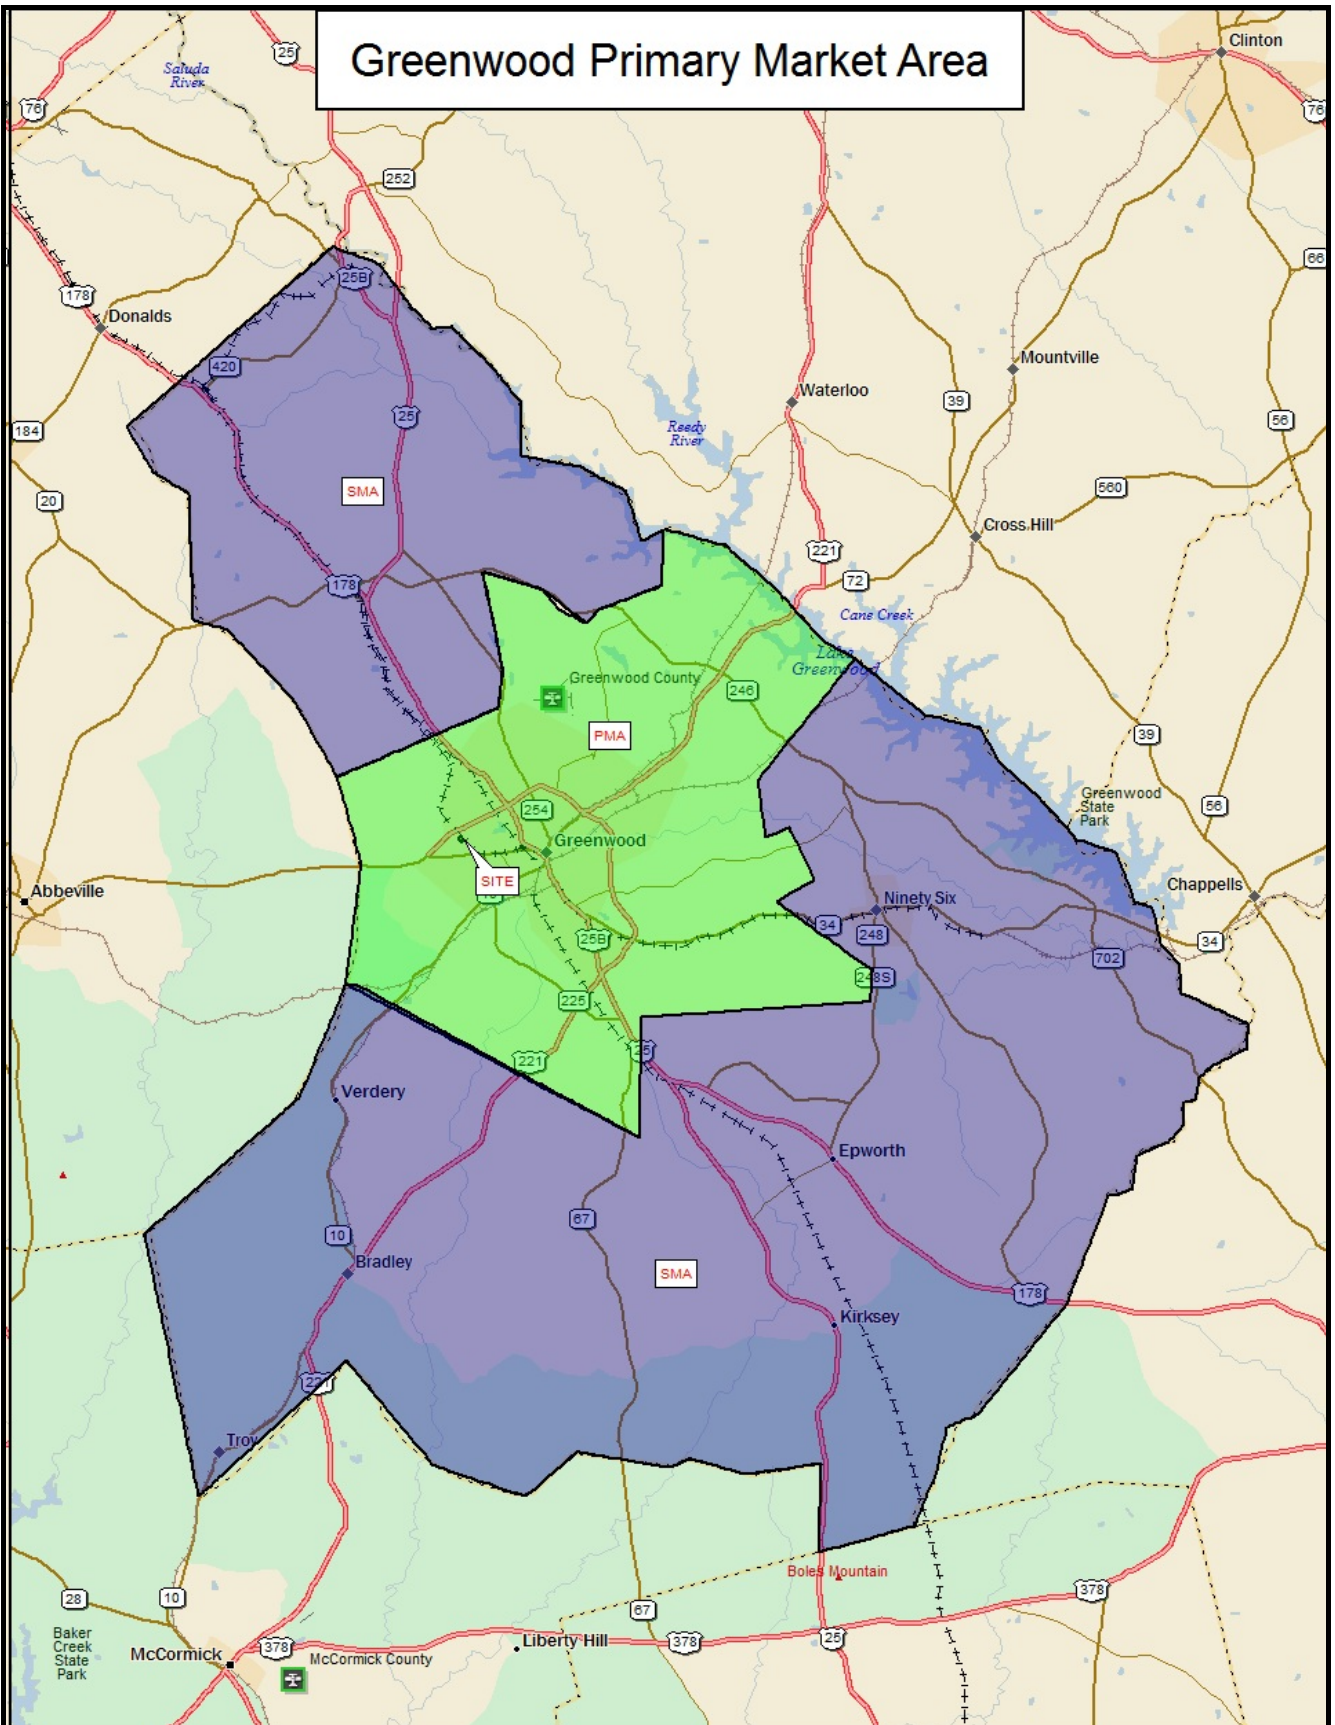 Greenwood Primary Market Area
Clinton
25
Saluda
River
76
76
252
66
25B
178
Donalds
420
Mountville
Waterloo
39
25
56
184
Reedy
River
SMA
560
20
Cross Hill
221
72
178
Cane Creek
Lake
Greenwood
Greenwood County
246
PMA
39
Greenwood
State
Park
56
254
Greenwood
SITE
Abbeville
Chappells
Ninety Six
34
248
25B
34
702
248S
225
25
221
Verdery
Epworth
67
10
Bradley
SMA
178
Kirksey
221
Troy
Boles Mountain
378
28
10
67
Baker
Creek
State
Park
McCormick
378
McCormick County
Liberty Hill
378
25